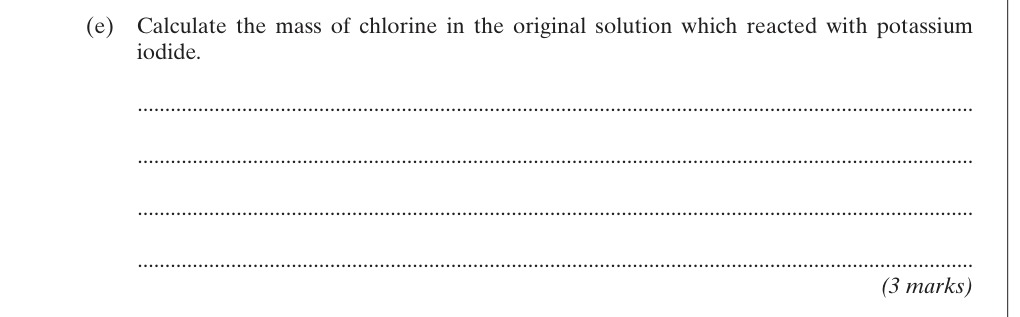 (e) Calculate the mass of chlorine in the original solution which reacted with potassium
iodide.
................................................................................
................................................................................
................................................................................
................................................................................
(3 marks)